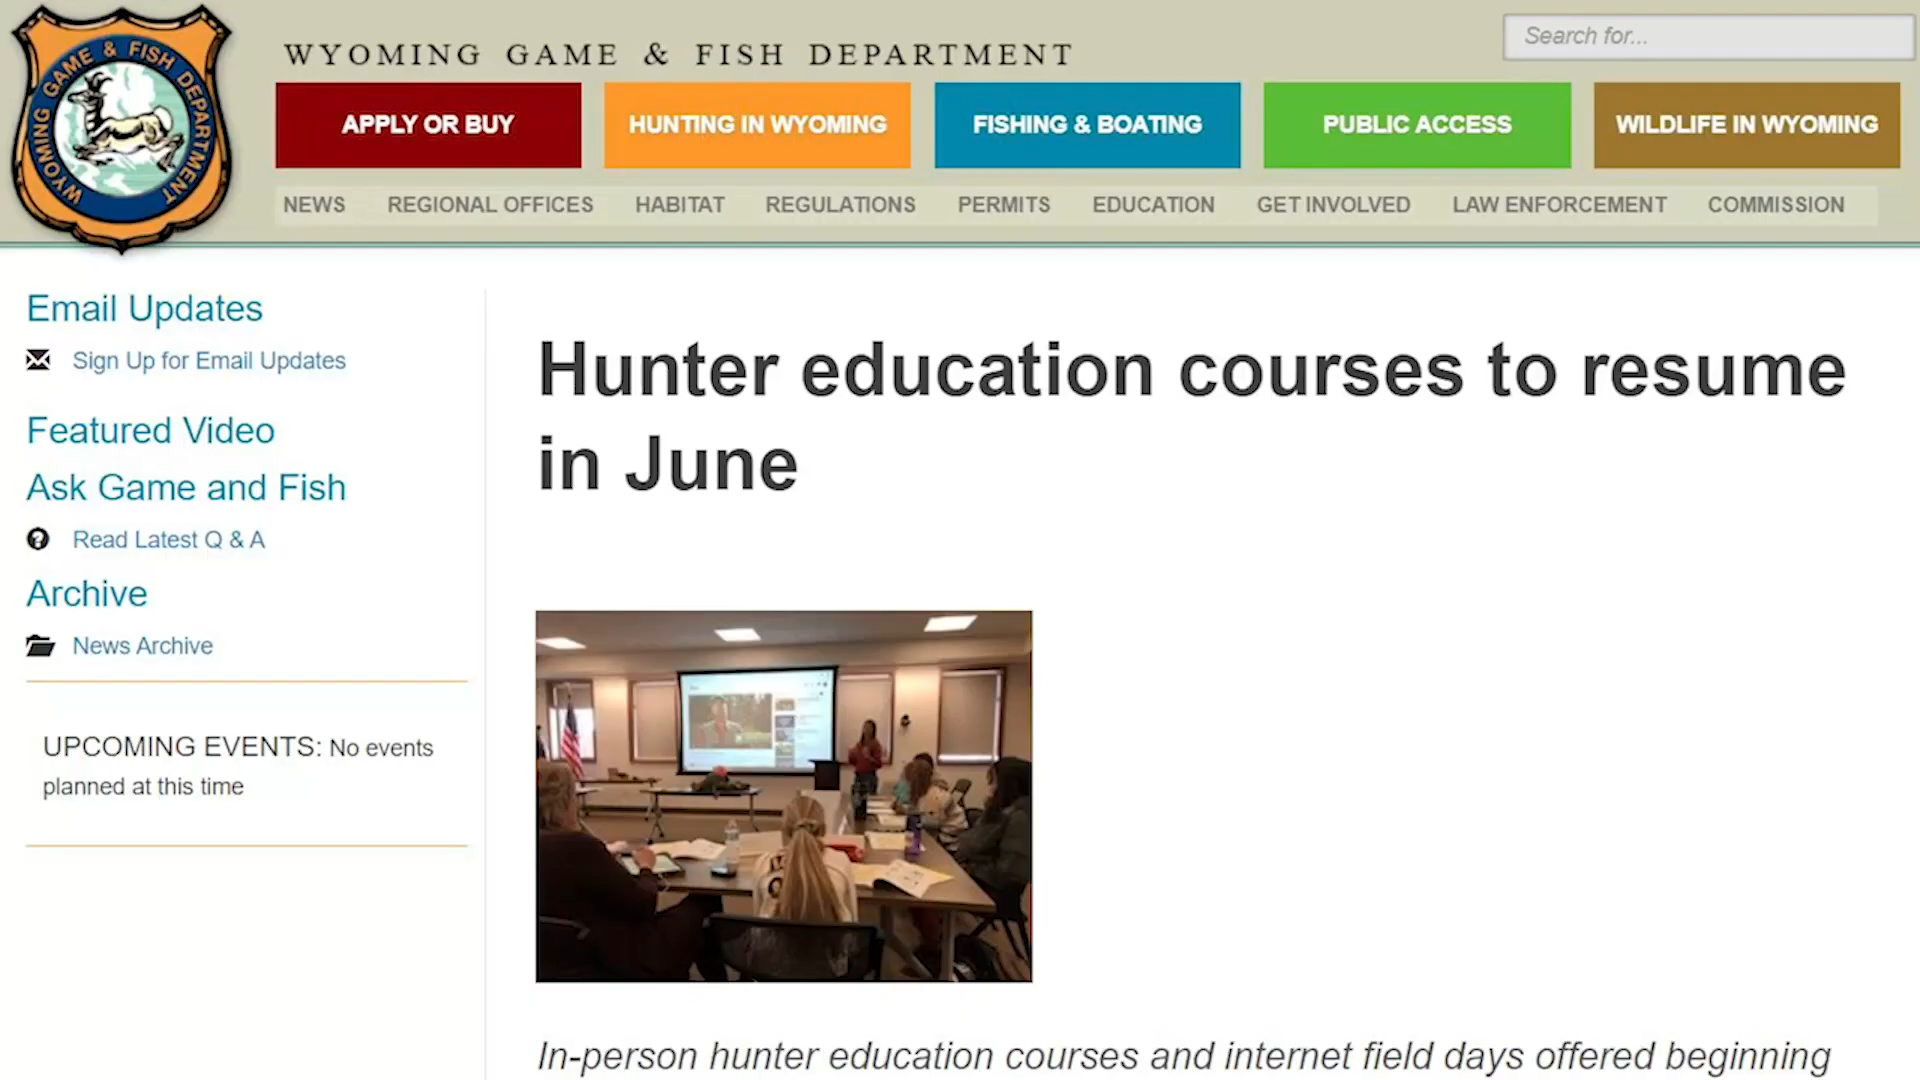 WYOMING GAME & FISH DEPARTMENT
WYOMING GAME & FISH DEPARTMENT
Search for...
APPLY OR BUY
HUNTING IN WYOMING
FISHING & BOATING
PUBLIC ACCESS
WILDLIFE IN WYOMING
NEWS
REGIONAL OFFICES
HABITAT
REGULATIONS
PERMITS
EDUCATION
GET INVOLVED
LAW ENFORCEMENT
COMMISSION
Email Updates
Sign Up for Email Updates
Featured Video
Ask Game and Fish
Read Latest Q & A
Archive
News Archive
UPCOMING EVENTS: No events
planned at this time
Hunter education courses to resume
in June
In-person hunter education courses and internet field days offered beginning